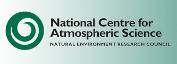 National Centre for
Atmospheric Science
NATURAL ENVIRONMENT RESEARCH COUNCIL